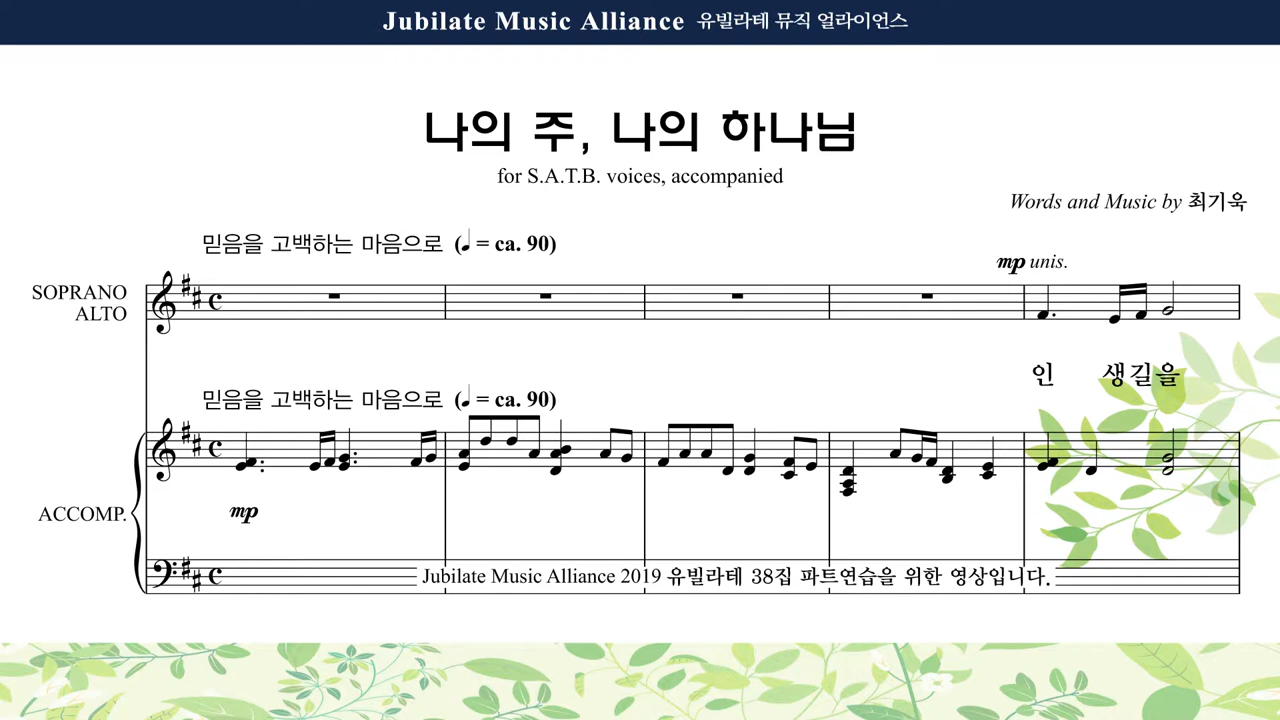 Jubilate Music Alliance 유빌라테 뮤직 얼라이언스
나의 주, 나의 하나님
for S.A.T.B. voices, accompanied
Words and Music by 최기욱
믿음을 고백하는 마음으로 (♩ = ca. 90)
mp unis.
SOPRANO
ALTO
인 생길을
믿음을 고백하는 마음으로 (♩ = ca. 90)
mp
ACCOMP.
Jubilate Music Alliance 2019 유빌라테 38집 파트연습을 위한 영상입니다.